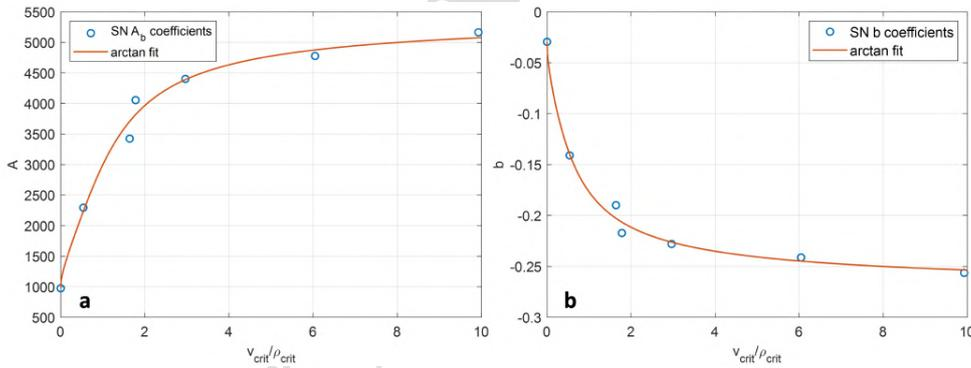 5500
5000
4500
4000
3500
3000
2500
2000
1500
1000
500
0 2 4 6 8 10
A
v_crit/ρ_crit
SN A_b coefficients
arctan fit
a
0
-0.05
-0.1
-0.15
-0.2
-0.25
-0.3
0 2 4 6 8 10
b
v_crit/ρ_crit
SN b coefficients
arctan fit
b